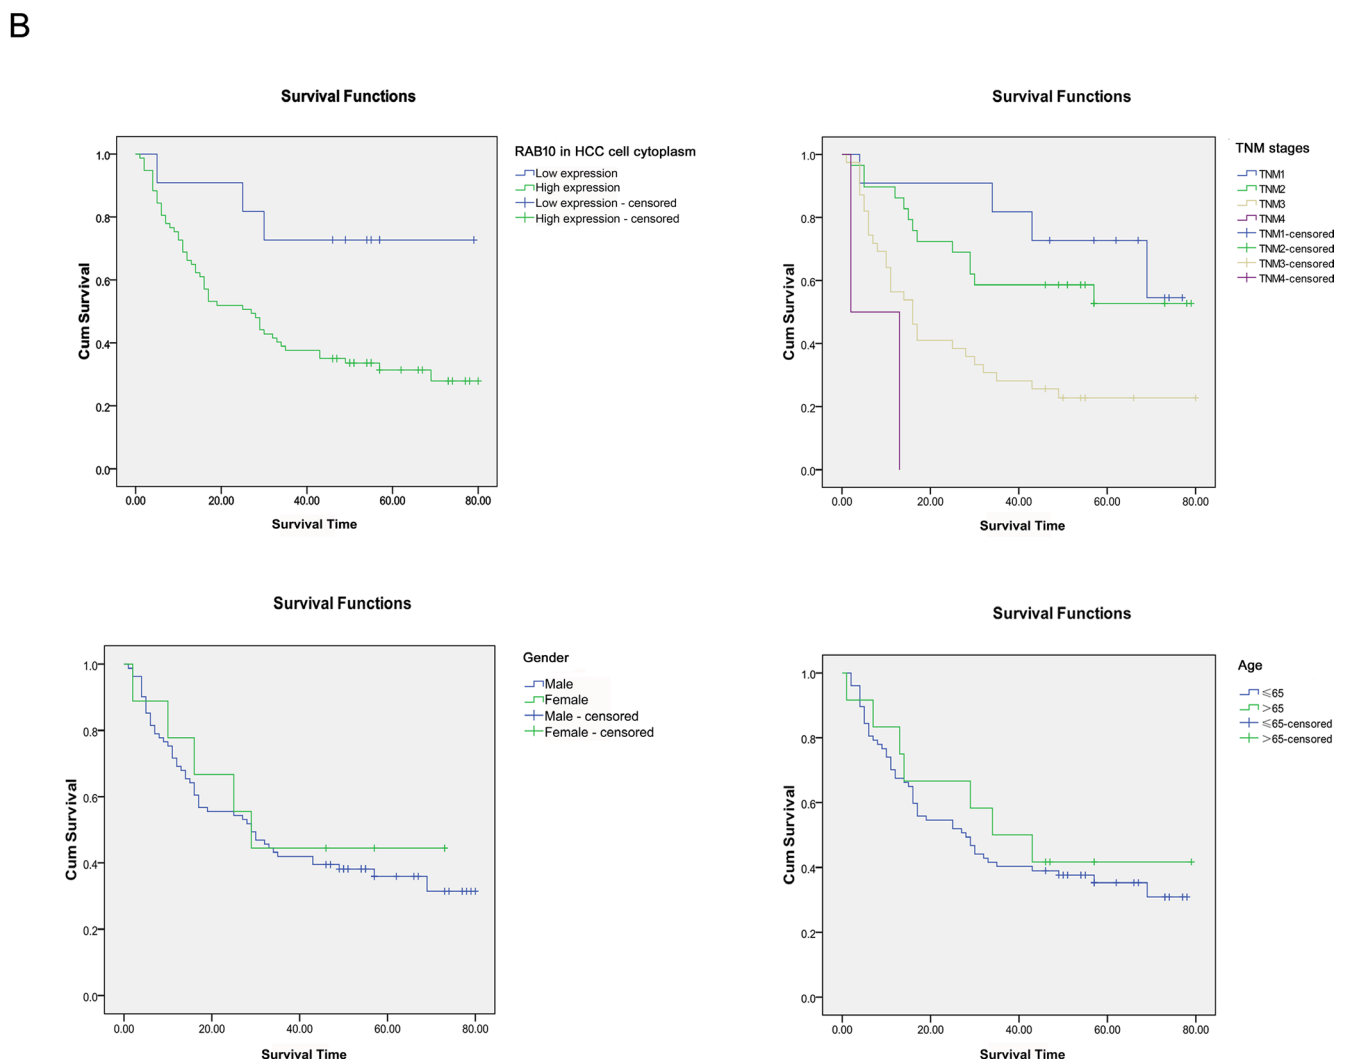 B
Survival Functions
Cum Survival
1.0
0.8
0.6
0.4
0.2
0.0
0.00 20.00 40.00 60.00 80.00
Survival Time
RAB10 in HCC cell cytoplasm
Low expression
High expression
Low expression - censored
High expression - censored
Survival Functions
Cum Survival
1.0
0.8
0.6
0.4
0.2
0.0
0.00 20.00 40.00 60.00 80.00
Survival Time
TNM stages
TNM1
TNM2
TNM3
TNM4
TNM1-censored
TNM2-censored
TNM3-censored
TNM4-censored
Survival Functions
Cum Survival
1.0
0.8
0.6
0.4
0.2
0.0
0.00 20.00 40.00 60.00 80.00
Survival Time
Gender
Male
Female
Male - censored
Female - censored
Survival Functions
Cum Survival
1.0
0.8
0.6
0.4
0.2
0.0
0.00 20.00 40.00 60.00 80.00
Survival Time
Age
≤65
>65
≤65-censored
>65-censored